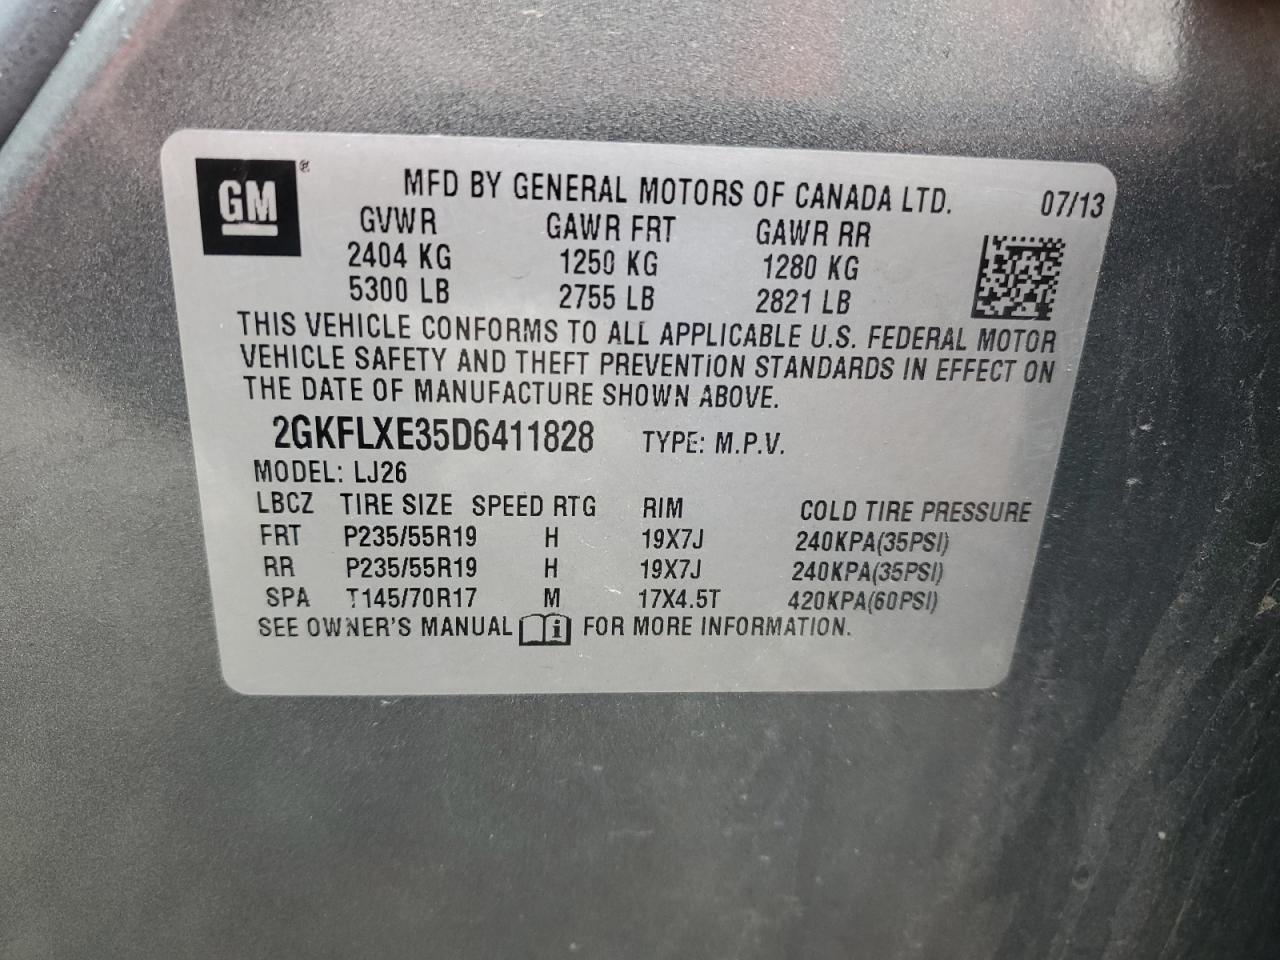 GM ®
MFD BY GENERAL MOTORS OF CANADA LTD. 07/13
GVWR GAWR FRT GAWR RR
2404 KG 1250 KG 1280 KG
5300 LB 2755 LB 2821 LB
THIS VEHICLE CONFORMS TO ALL APPLICABLE U.S. FEDERAL MOTOR
VEHICLE SAFETY AND THEFT PREVENTION STANDARDS IN EFFECT ON
THE DATE OF MANUFACTURE SHOWN ABOVE.
2GKFLXE35D6411828 TYPE: M.P.V.
MODEL: LJ26
LBCZ TIRE SIZE SPEED RTG RIM COLD TIRE PRESSURE
FRT P235/55R19 H 19X7J 240KPA(35PSI)
RR P235/55R19 H 19X7J 240KPA(35PSI)
SPA T145/70R17 M 17X4.5T 420KPA(60PSI)
SEE OWNER'S MANUAL i FOR MORE INFORMATION.